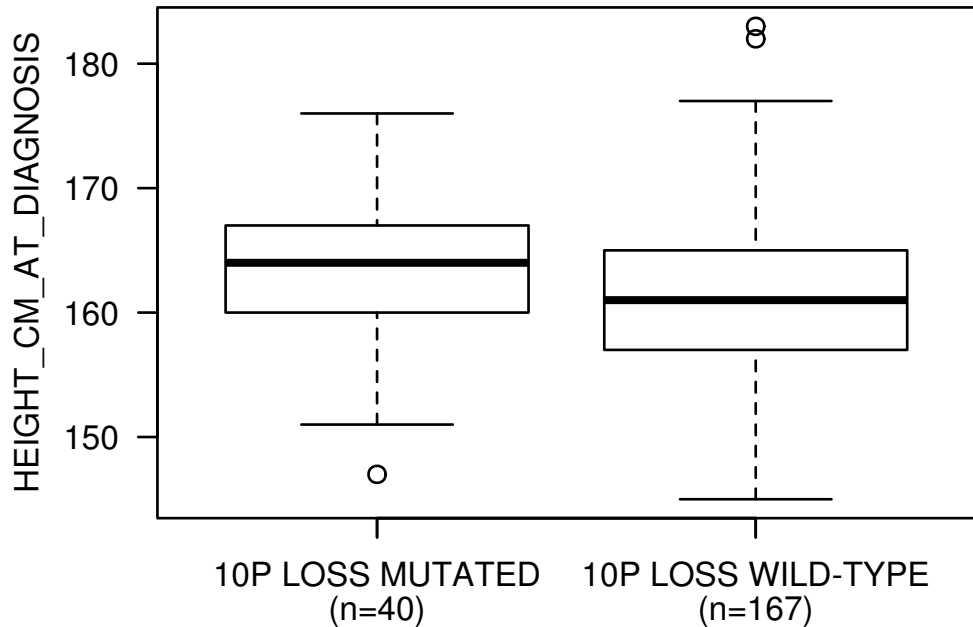 HEIGHT_CM_AT_DIAGNOSIS
180
170
160
150
10P LOSS MUTATED
(n=40)
10P LOSS WILD-TYPE
(n=167)